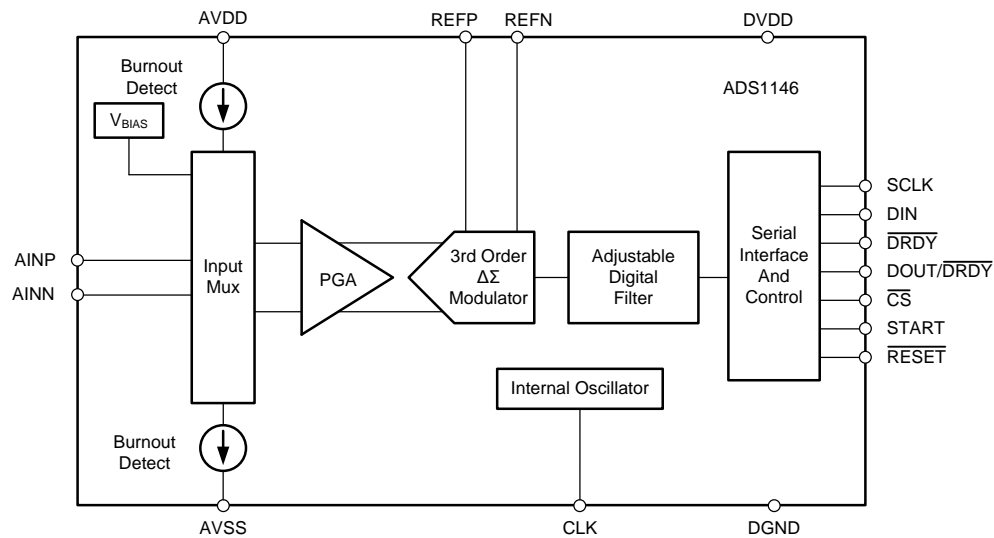 AVDD
REFP
REFN
DVDD
Burnout
Detect
ADS1146
VBIAS
SCLK
DIN
DRDY
DOUT/DRDY
CS
START
RESET
AINP
AINN
Input
Mux
PGA
3rd Order
ΔΣ
Modulator
Adjustable
Digital
Filter
Serial
Interface
And
Control
Internal Oscillator
Burnout
Detect
AVSS
CLK
DGND